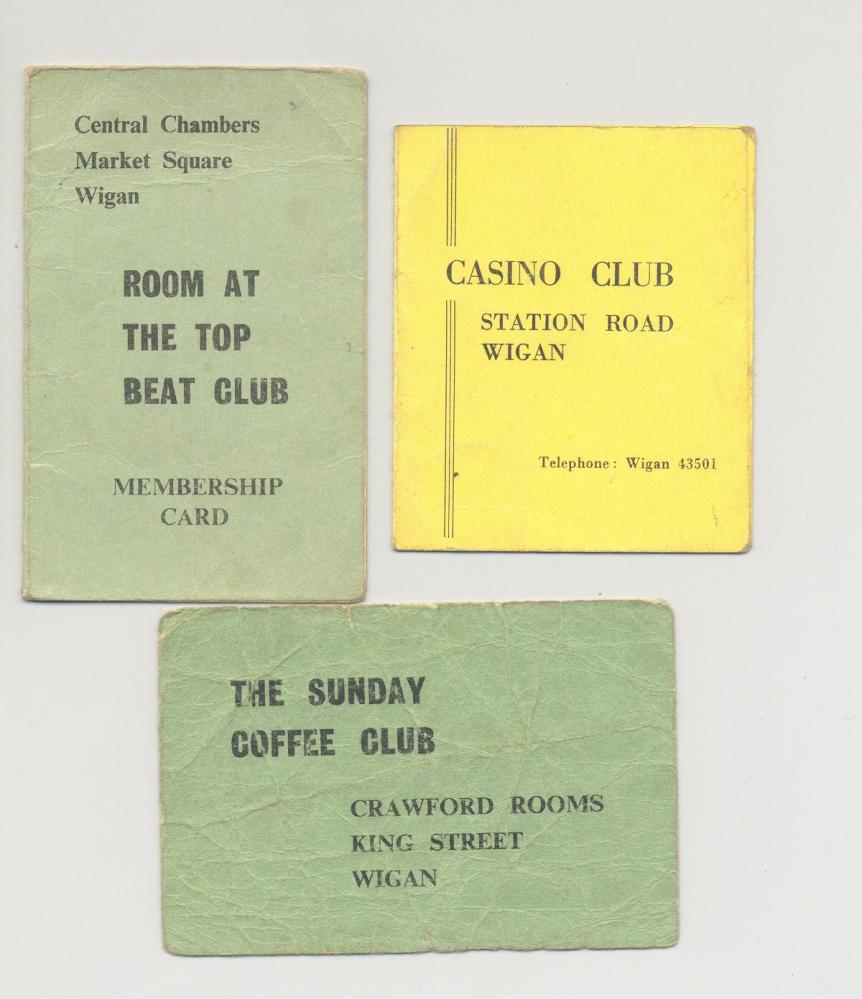 Central Chambers
Market Square
Wigan
ROOM AT
THE TOP
BEAT CLUB
MEMBERSHIP
CARD
CASINO CLUB
STATION ROAD
WIGAN
Telephone: Wigan 43501
THE SUNDAY
COFFEE CLUB
CRAWFORD ROOMS
KING STREET
WIGAN